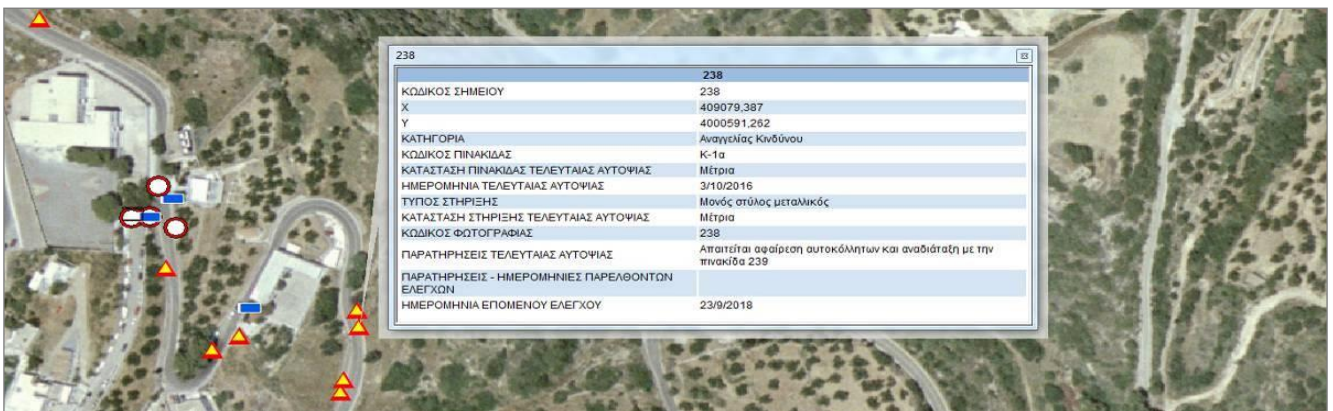 238
238
ΚΩΔΙΚΟΣ ΣΗΜΕΙΟΥ 238
X 409079,387
Y 4000591,262
ΚΑΤΗΓΟΡΙΑ Αναγγελίας Κινδύνου
ΚΩΔΙΚΟΣ ΠΙΝΑΚΙΔΑΣ Κ-1α
ΚΑΤΑΣΤΑΣΗ ΠΙΝΑΚΙΔΑΣ ΤΕΛΕΥΤΑΙΑΣ ΑΥΤΟΨΙΑΣ Μέτρια
ΗΜΕΡΟΜΗΝΙΑ ΤΕΛΕΥΤΑΙΑΣ ΑΥΤΟΨΙΑΣ 3/10/2016
ΤΥΠΟΣ ΣΤΗΡΙΞΗΣ Μονός στύλος μεταλλικός
ΚΑΤΑΣΤΑΣΗ ΣΤΗΡΙΞΗΣ ΤΕΛΕΥΤΑΙΑΣ ΑΥΤΟΨΙΑΣ Μέτρια
ΚΩΔΙΚΟΣ ΦΩΤΟΓΡΑΦΙΑΣ 238
ΠΑΡΑΤΗΡΗΣΕΙΣ ΤΕΛΕΥΤΑΙΑΣ ΑΥΤΟΨΙΑΣ Απαιτείται αφαίρεση αυτοκόλλητων και αναδιάταξη με την
πινακίδα 239
ΠΑΡΑΤΗΡΗΣΕΙΣ - ΗΜΕΡΟΜΗΝΙΕΣ ΠΑΡΕΛΘΟΝΤΩΝ
ΕΛΕΓΧΩΝ
ΗΜΕΡΟΜΗΝΙΑ ΕΠΟΜΕΝΟΥ ΕΛΕΓΧΟΥ 23/9/2018